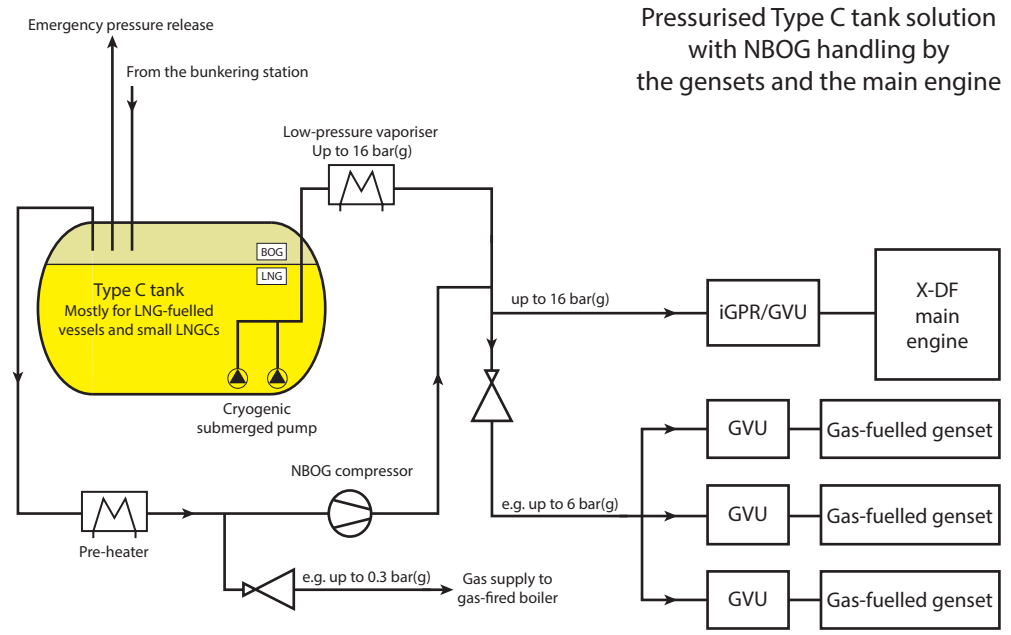 Pressurised Type C tank solution
with NBOG handling by
the gensets and the main engine
Emergency pressure release
From the bunkering station
Low-pressure vaporiser
Up to 16 bar(g)
BOG
LNG
Type C tank
Mostly for LNG-fuelled
vessels and small LNGCs
Cryogenic
submerged pump
up to 16 bar(g)
iGPR/GVU
X-DF
main
engine
GVU
Gas-fuelled genset
NBOG compressor
e.g. up to 6 bar(g)
GVU
Gas-fuelled genset
Pre-heater
e.g. up to 0.3 bar(g)
Gas supply to
gas-fired boiler
GVU
Gas-fuelled genset